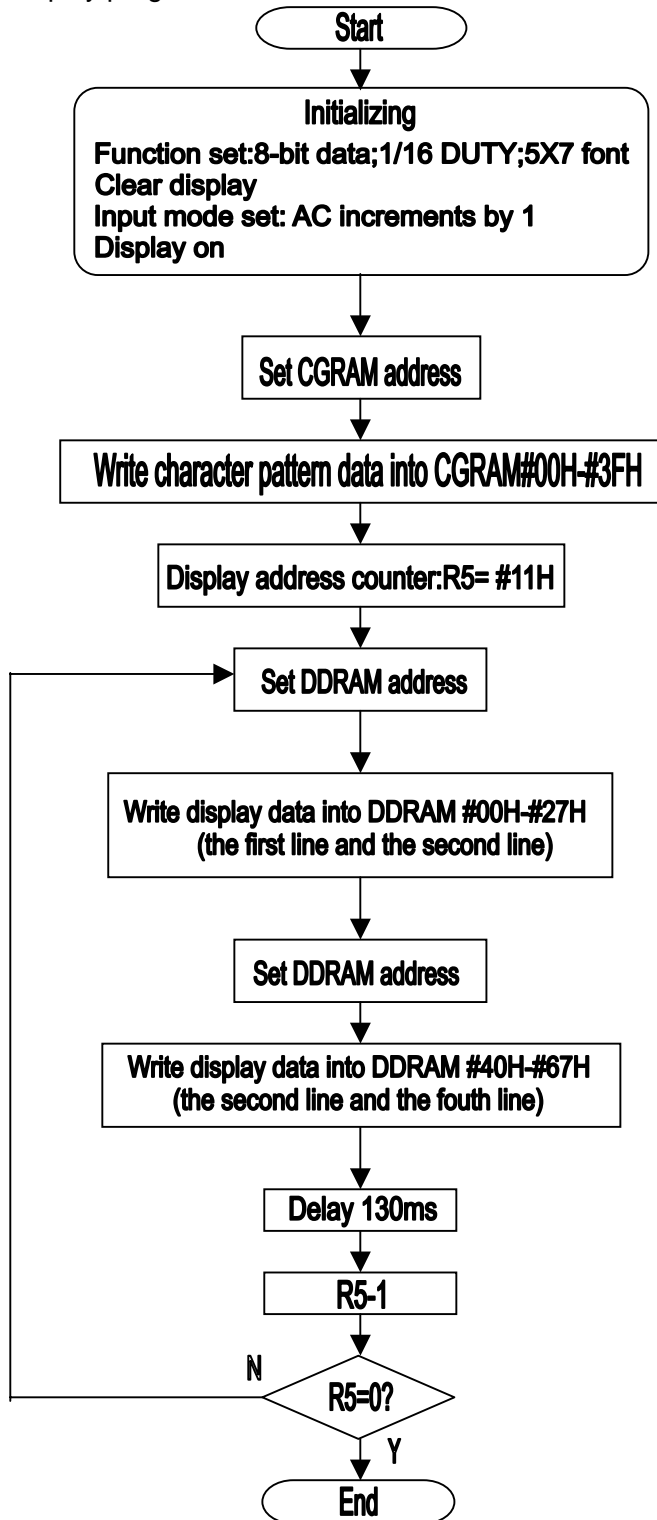 Start
Initializing
Function set:8-bit data;1/16 DUTY;5X7 font
Clear display
Input mode set: AC increments by 1
Display on
Set CGRAM address
Write character pattern data into CGRAM#00H-#3FH
Display address counter:R5= #11H
Set DDRAM address
Write display data into DDRAM #00H-#27H
(the first line and the second line)
Set DDRAM address
Write display data into DDRAM #40H-#67H
(the second line and the fouth line)
Delay 130ms
R5-1
N
R5=0?
Y
End